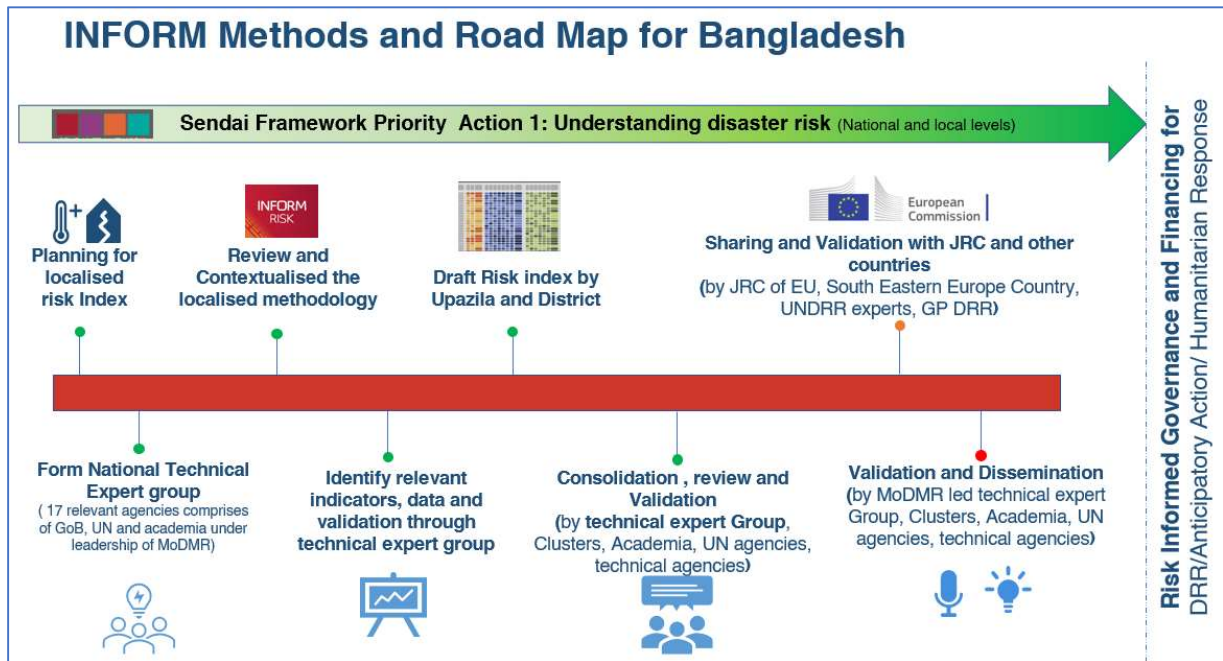 INFORM Methods and Road Map for Bangladesh
Sendai Framework Priority Action 1: Understanding disaster risk (National and local levels)
Planning for
localised
risk Index
INFORM
RISK
Review and
Contextualised the
localised methodology
Draft Risk index by
Upazila and District
European
Commission
Sharing and Validation with JRC and other
countries
(by JRC of EU, South Eastern Europe Country,
UNDRR experts, GP DRR)
Form National Technical
Expert group
( 17 relevant agencies comprises
of GoB, UN and academia under
leadership of MoDMR)
Identify relevant
indicators, data and
validation through
technical expert group
Consolidation , review and
Validation
(by technical expert Group,
Clusters, Academia, UN agencies,
technical agencies)
Validation and Dissemination
(by MoDMR led technical expert
Group, Clusters, Academia, UN
agencies, technical agencies)
Risk Informed Governance and Financing for
DRR/Anticipatory Action/ Humanitarian Response